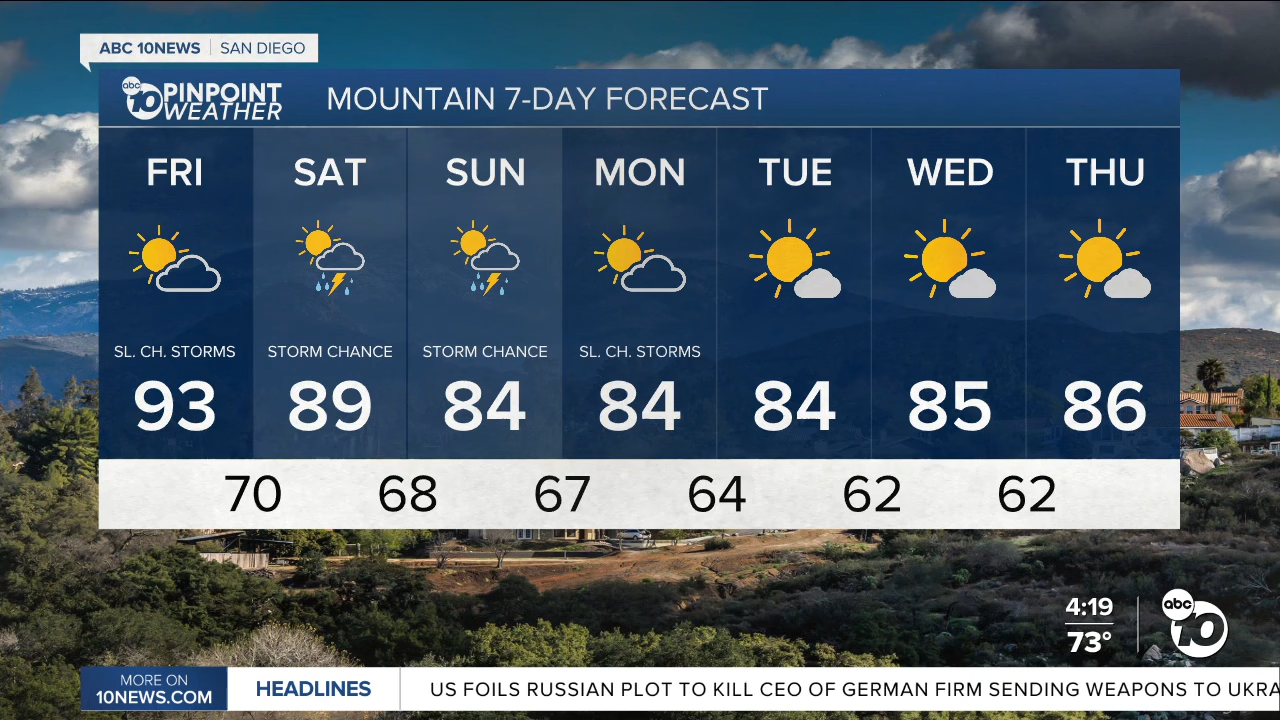 ABC 10NEWS | SAN DIEGO
abc 10 PINPOINT WEATHER
MOUNTAIN 7-DAY FORECAST
FRI SAT SUN MON TUE WED THU
SL. CH. STORMS STORM CHANCE STORM CHANCE SL. CH. STORMS
93 89 84 84 84 85 86
70 68 67 64 62 62
4:19
73°
abc 10
MORE ON
10NEWS.COM
HEADLINES
US FOILS RUSSIAN PLOT TO KILL CEO OF GERMAN FIRM SENDING WEAPONS TO UKRA